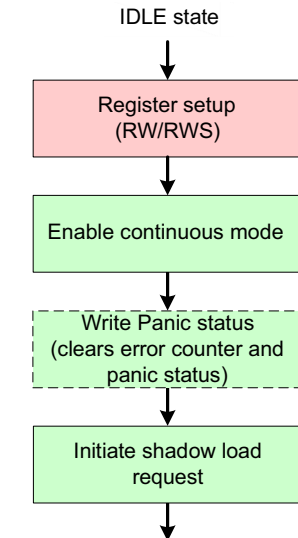 IDLE state
Register setup
(RW/RWS)
Enable continuous mode
Write Panic status
(clears error counter and
panic status)
Initiate shadow load
request